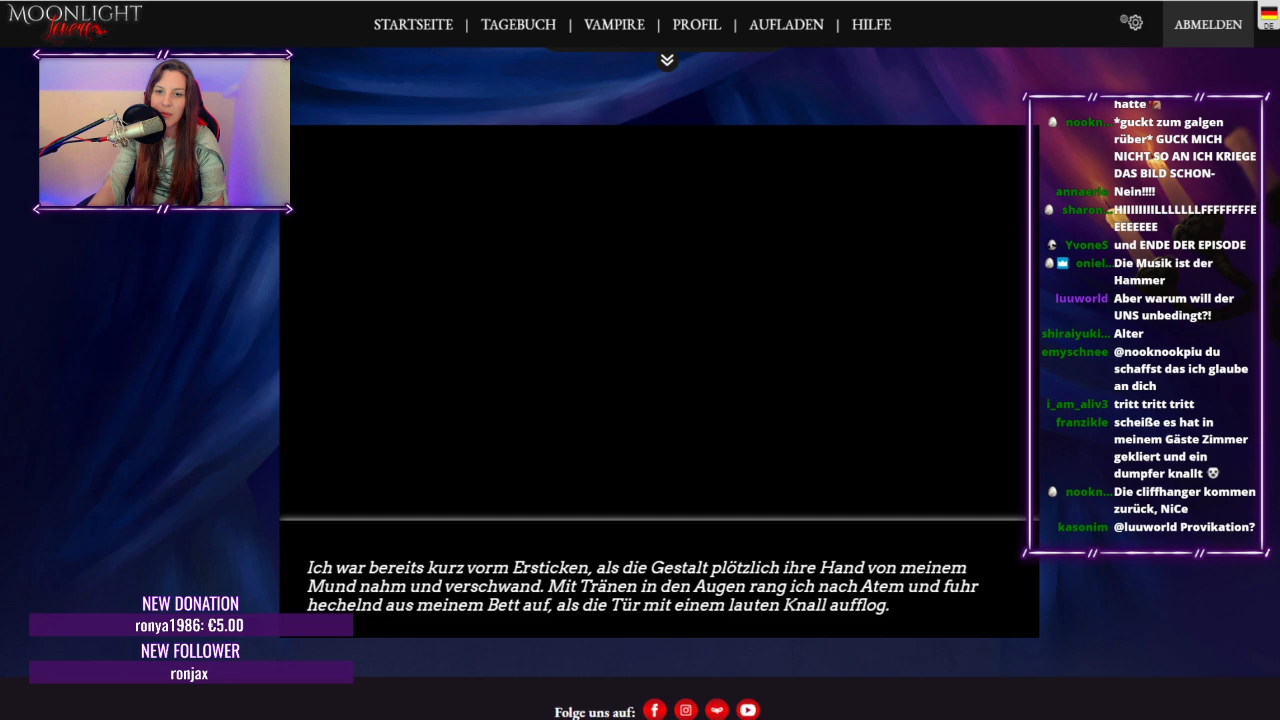 MOONLIGHT
Lovers
STARTSEITE | TAGEBUCH | VAMPIRE | PROFIL | AUFLADEN | HILFE
ABMELDEN
DE
hatte
nookn... *guckt zum galgen
rüber* GUCK MICH
NICHT SO AN ICH KRIEGE
DAS BILD SCHON-
annaerle Nein!!!!
sharon... HIIIIIIIIILLLLLLLFFFFFFFFE
EEEEEEE
YvoneS und ENDE DER EPISODE
oniel... Die Musik ist der
Hammer
luuworld Aber warum will der
UNS unbedingt?!
shiraiyuki... Alter
emyschnee @nooknookpiu du
schaffst das ich glaube
an dich
i_am_aliv3 tritt tritt tritt
franzikle scheiße es hat in
meinem Gäste Zimmer
gekliert und ein
dumpfer knallt
nookn... Die cliffhanger kommen
zurück, NiCe
kasonim @luuworld Provikation?
Ich war bereits kurz vorm Ersticken, als die Gestalt plötzlich ihre Hand von meinem
Mund nahm und verschwand. Mit Tränen in den Augen rang ich nach Atem und fuhr
hechelnd aus meinem Bett auf, als die Tür mit einem lauten Knall aufflog.
NEW DONATION
ronya1986: €5.00
NEW FOLLOWER
ronjax
Folge uns auf: